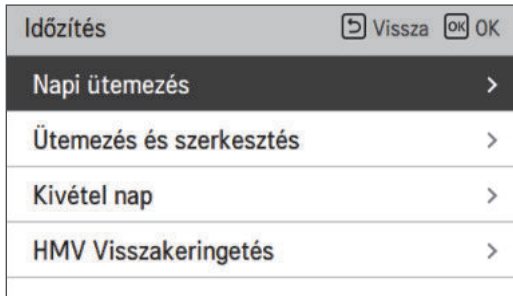 Időzítés Vissza OK OK
Napi ütemezés
Ütemezés és szerkesztés
Kivétel nap
HMV Visszakeringetés